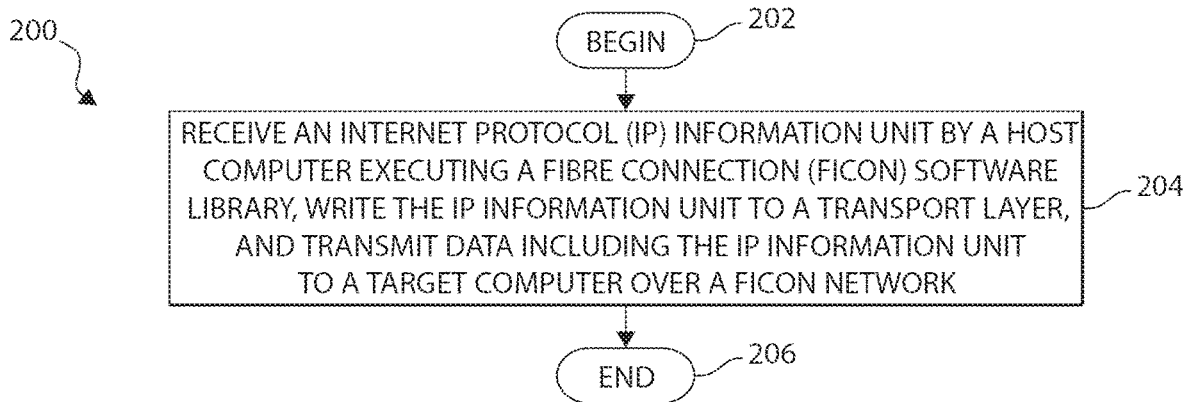 200
BEGIN
202
RECEIVE AN INTERNET PROTOCOL (IP) INFORMATION UNIT BY A HOST
COMPUTER EXECUTING A FIBRE CONNECTION (FICON) SOFTWARE
LIBRARY, WRITE THE IP INFORMATION UNIT TO A TRANSPORT LAYER,
AND TRANSMIT DATA INCLUDING THE IP INFORMATION UNIT
TO A TARGET COMPUTER OVER A FICON NETWORK
204
END
206